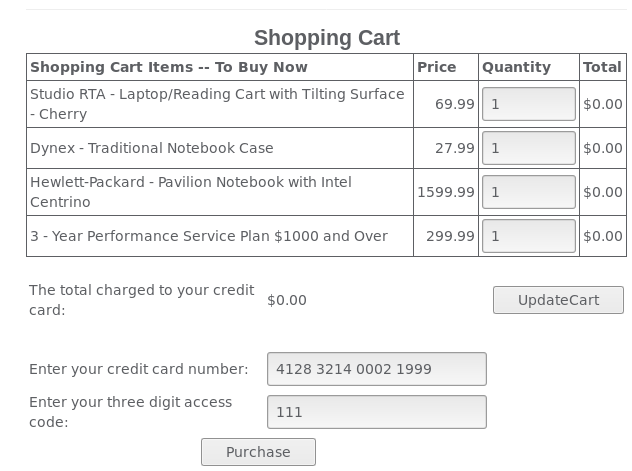 Shopping Cart
Shopping Cart Items -- To Buy Now Price Quantity Total
Studio RTA - Laptop/Reading Cart with Tilting Surface
- Cherry 69.99 1 $0.00
Dynex - Traditional Notebook Case 27.99 1 $0.00
Hewlett-Packard - Pavilion Notebook with Intel
Centrino 1599.99 1 $0.00
3 - Year Performance Service Plan $1000 and Over 299.99 1 $0.00
The total charged to your credit
card: $0.00 UpdateCart
Enter your credit card number: 4128 3214 0002 1999
Enter your three digit access
code: 111
Purchase